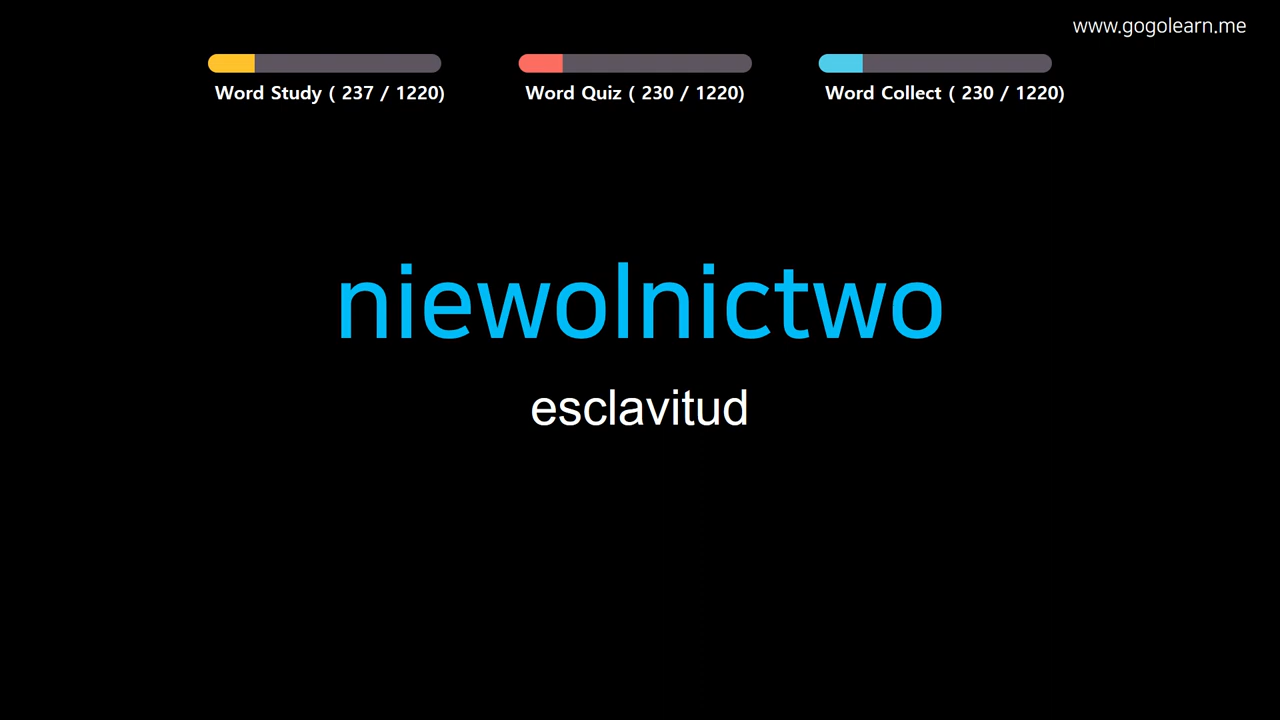 www.gogolearn.me
Word Study ( 237 / 1220)
Word Quiz ( 230 / 1220)
Word Collect ( 230 / 1220)
niewolnictwo
esclavitud